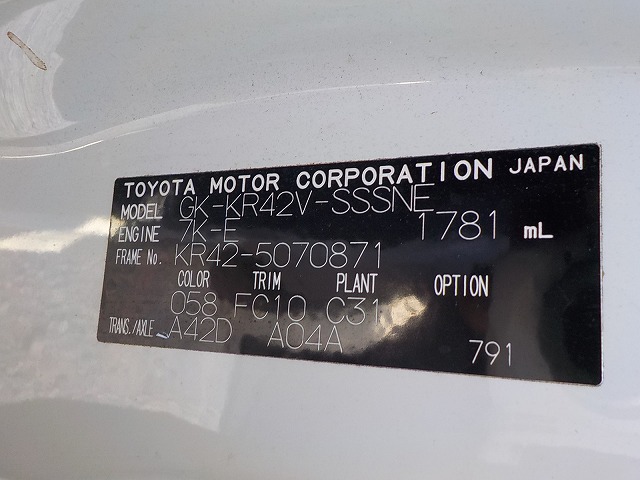 TOYOTA MOTOR CORPORATION JAPAN
MODEL GK-KR42V-SSSNE
ENGINE 7K-E 1781 mL
FRAME No. KR42-5070871
COLOR TRIM PLANT OPTION
058 FC10 C31
TRANS./AXLE A42D A04A
791